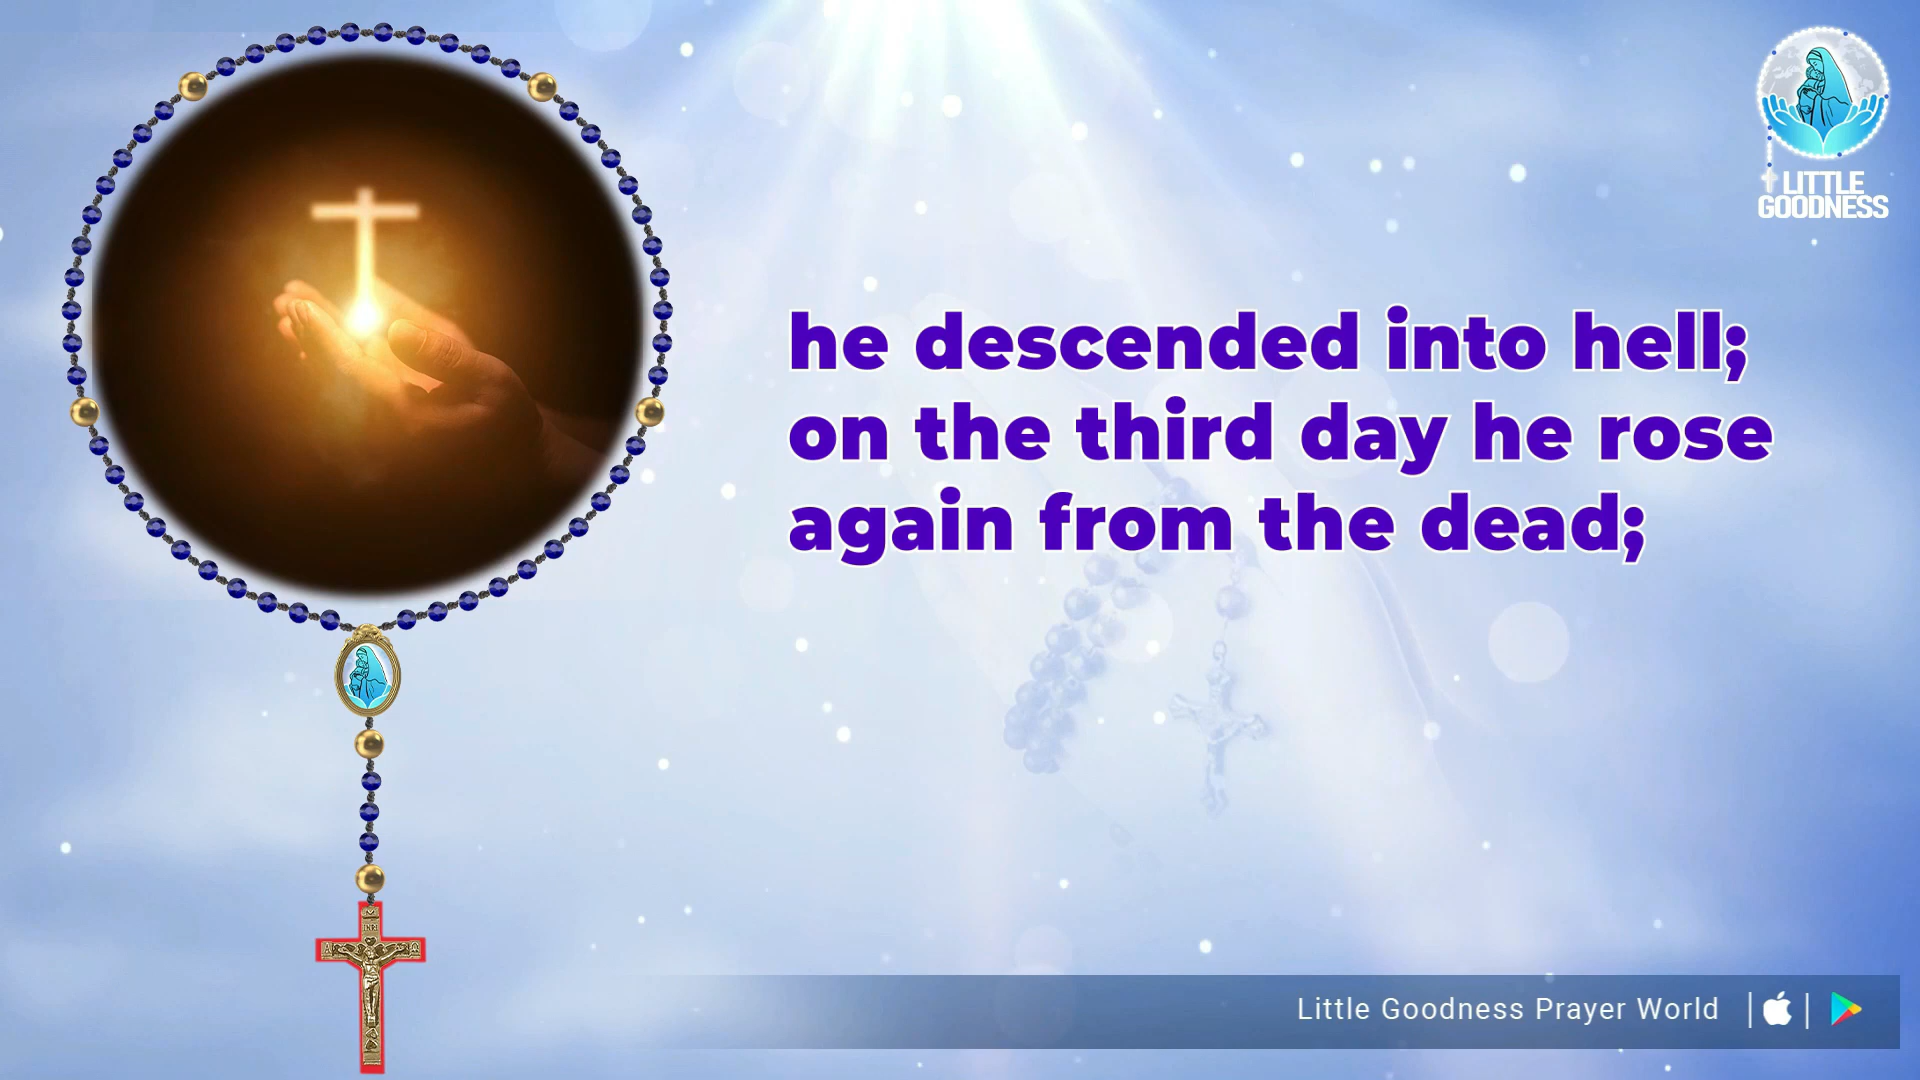 LITTLE
GOODNESS
he descended into hell;
on the third day he rose
again from the dead;
INRI
A Ω
Little Goodness Prayer World